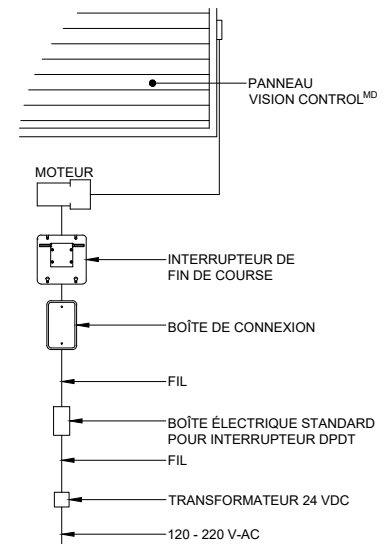 PANNEAU
VISION CONTROLᴹᴰ
MOTEUR
INTERRUPTEUR DE
FIN DE COURSE
BOÎTE DE CONNEXION
FIL
BOÎTE ÉLECTRIQUE STANDARD
POUR INTERRUPTEUR DPDT
FIL
TRANSFORMATEUR 24 VDC
120 - 220 V-AC